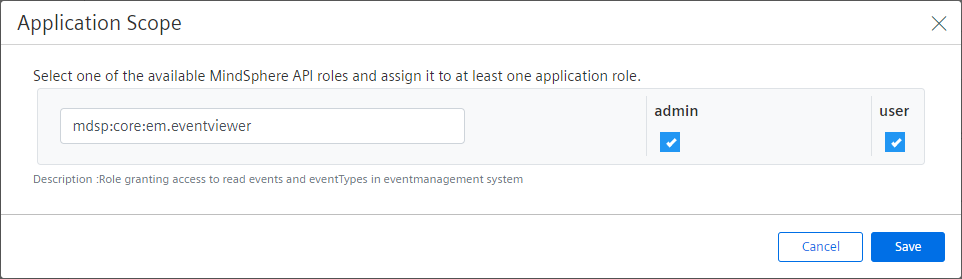 Application Scope
Select one of the available MindSphere API roles and assign it to at least one application role.
mdsp:core:em.eventviewer
admin
user
Description :Role granting access to read events and eventTypes in eventmanagement system
Cancel
Save